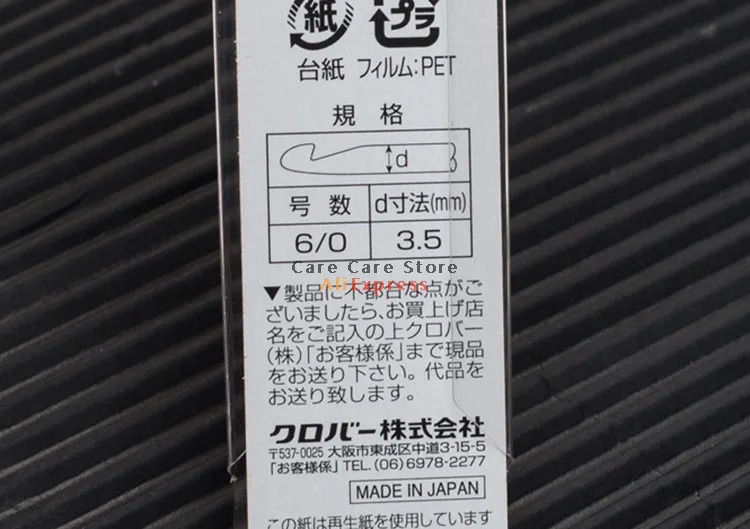 紙 プラ
台紙 フィルム:PET
規 格
d
号 数 d寸法(mm)
6/0 3.5
Care Care Store
AliExpress
▼製品に不都合な点がご
ざいましたら、お買上げ店
名をご記入の上クロバー
(株)「お客様係」まで現品
をお送り下さい。代品を
お送り致します。
クロバー株式会社
〒537-0025 大阪市東成区中道3-15-5
「お客様係」TEL.(06)6978-2277
MADE IN JAPAN
この紙は再生紙を使用しています